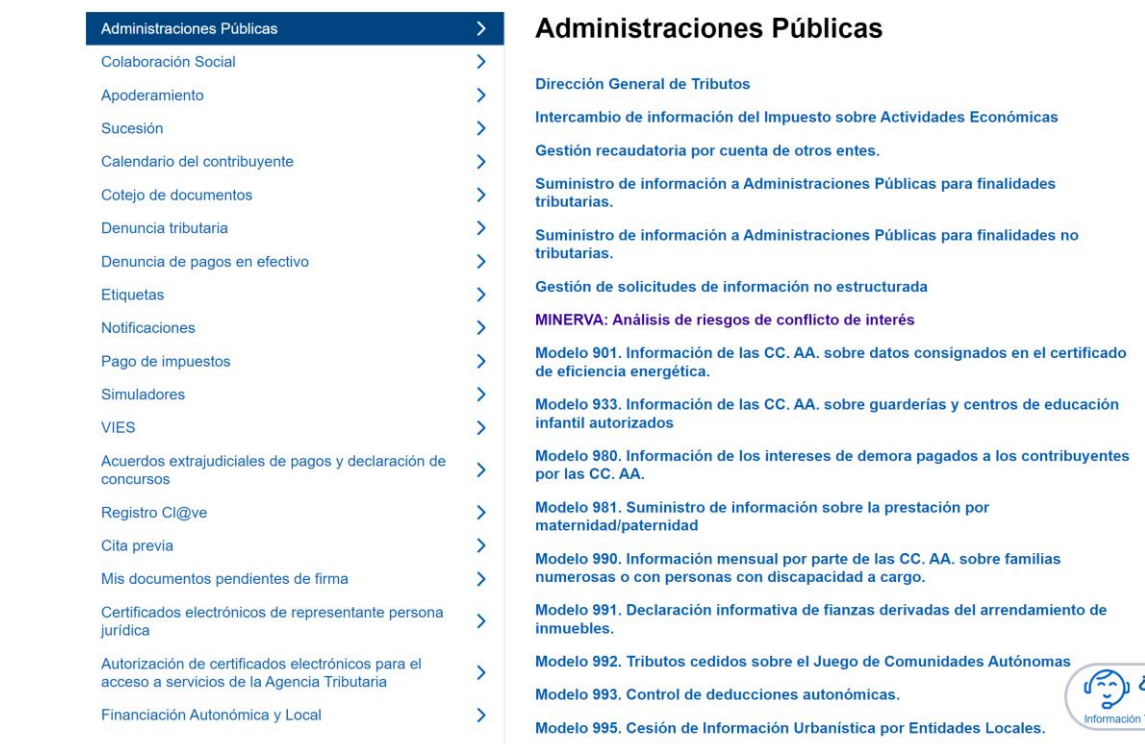 Administraciones Públicas
Colaboración Social
Apoderamiento
Sucesión
Calendario del contribuyente
Cotejo de documentos
Denuncia tributaria
Denuncia de pagos en efectivo
Etiquetas
Notificaciones
Pago de impuestos
Simuladores
VIES
Acuerdos extrajudiciales de pagos y declaración de
concursos
Registro Cl@ve
Cita previa
Mis documentos pendientes de firma
Certificados electrónicos de representante persona
jurídica
Autorización de certificados electrónicos para el
acceso a servicios de la Agencia Tributaria
Financiación Autonómica y Local
Administraciones Públicas
Dirección General de Tributos
Intercambio de información del Impuesto sobre Actividades Económicas
Gestión recaudatoria por cuenta de otros entes.
Suministro de información a Administraciones Públicas para finalidades
tributarias.
Suministro de información a Administraciones Públicas para finalidades no
tributarias.
Gestión de solicitudes de información no estructurada
MINERVA: Análisis de riesgos de conflicto de interés
Modelo 901. Información de las CC. AA. sobre datos consignados en el certificado
de eficiencia energética.
Modelo 933. Información de las CC. AA. sobre guarderías y centros de educación
infantil autorizados
Modelo 980. Información de los intereses de demora pagados a los contribuyentes
por las CC. AA.
Modelo 981. Suministro de información sobre la prestación por
maternidad/paternidad
Modelo 990. Información mensual por parte de las CC. AA. sobre familias
numerosas o con personas con discapacidad a cargo.
Modelo 991. Declaración informativa de fianzas derivadas del arrendamiento de
inmuebles.
Modelo 992. Tributos cedidos sobre el Juego de Comunidades Autónomas
Modelo 993. Control de deducciones autonómicas.
Modelo 995. Cesión de Información Urbanística por Entidades Locales.
¿
Información